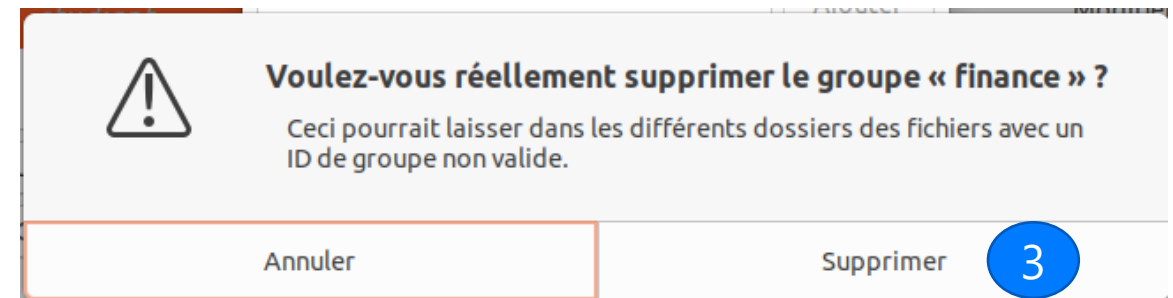 Voulez-vous réellement supprimer le groupe « finance » ?
Ceci pourrait laisser dans les différents dossiers des fichiers avec un
ID de groupe non valide.
Annuler
Supprimer
3